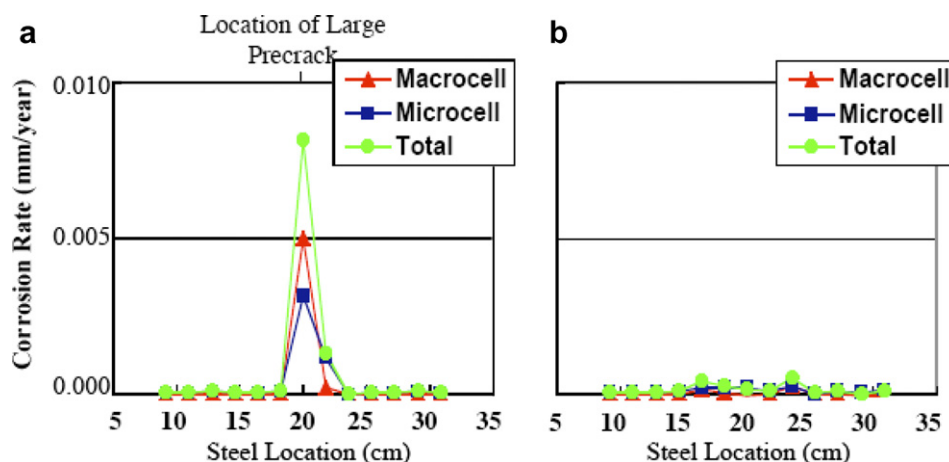 a
Location of Large
Precrack
Macrocell
Microcell
Total
0.010
0.005
0.000
Corrosion Rate (mm/year)
5 10 15 20 25 30 35
Steel Location (cm)
b
Macrocell
Microcell
Total
5 10 15 20 25 30 35
Steel Location (cm)